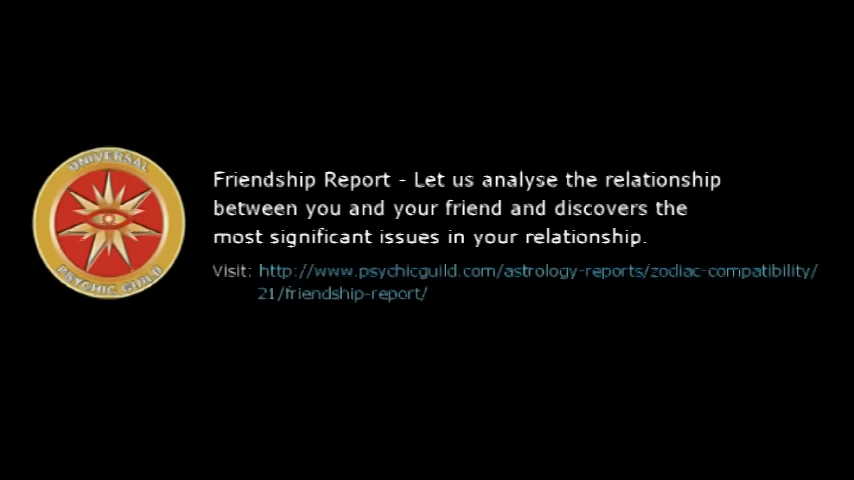 UNIVERSAL
PSYCHIC GUILD
Friendship Report - Let us analyse the relationship
between you and your friend and discovers the
most significant issues in your relationship.
Visit: http://www.psychicguild.com/astrology-reports/zodiac-compatibility/
21/friendship-report/